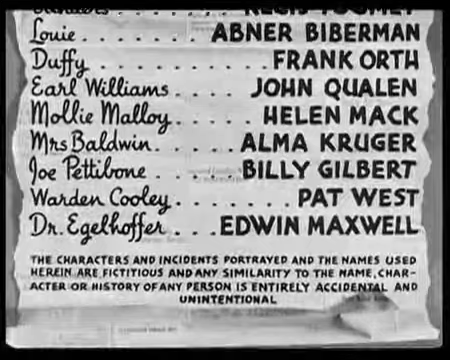 Louie . . . . . . . ABNER BIBERMAN
Duffy . . . . . . . . . . FRANK ORTH
Earl Williams . . . . JOHN QUALEN
Mollie Malloy . . . . . HELEN MACK
Mrs Baldwin . . . . . ALMA KRUGER
Joe Pettibone . . . . . BILLY GILBERT
Warden Cooley . . . . . . . . PAT WEST
Dr. Egelhoffer . . . EDWIN MAXWELL
THE CHARACTERS AND INCIDENTS PORTRAYED AND THE NAMES USED
HEREIN ARE FICTITIOUS AND ANY SIMILARITY TO THE NAME, CHAR-
ACTER OR HISTORY OF ANY PERSON IS ENTIRELY ACCIDENTAL AND
UNINTENTIONAL